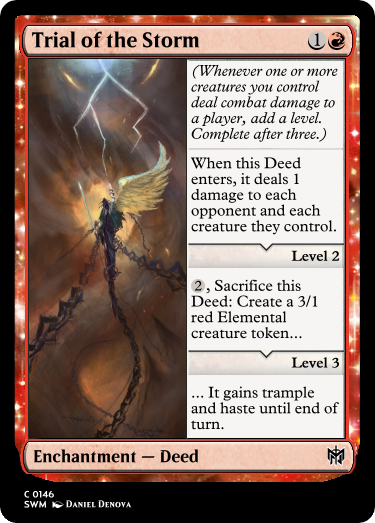 Trial of the Storm 1
(Whenever one or more
creatures you control
deal combat damage to
a player, add a level.
Complete after three.)
When this Deed
enters, it deals 1
damage to each
opponent and each
creature they control.
Level 2
2, Sacrifice this
Deed: Create a 3/1
red Elemental
creature token...
Level 3
... It gains trample
and haste until end of
turn.
Enchantment — Deed
C 0146
SWM Daniel Denova